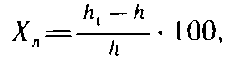 Xл = (h₁ − h)/h · 100,